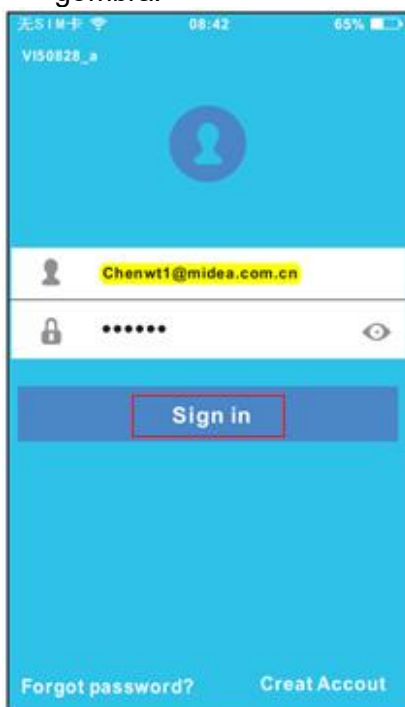 gombra.
无SIM卡 08:42 65%
VI50828_a
Chenwt1@midea.com.cn
••••••
Sign in
Forgot password? Creat Accout